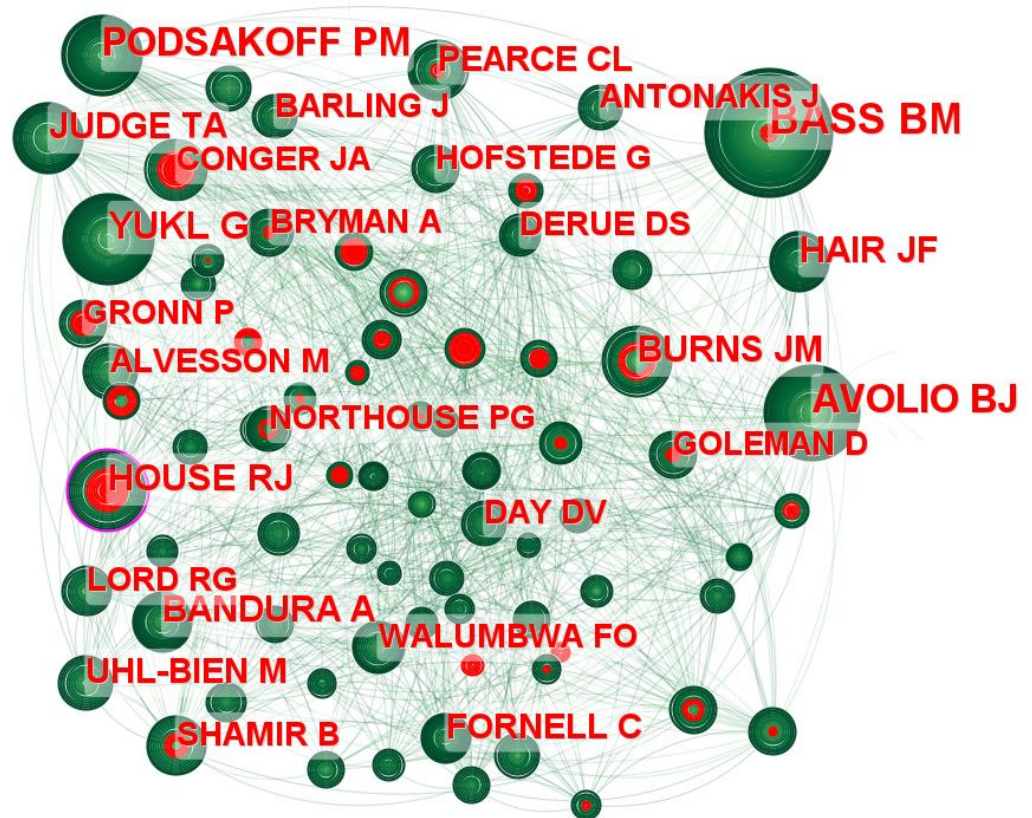 PODSAKOFF PM
PEARCE CL
BARLING J
ANTONAKIS J
BASS BM
JUDGE TA
CONGER JA
HOFSTEDE G
YUKL G
BRYMAN A
DERUE DS
HAIR JF
GRONN P
ALVESSON M
BURNS JM
AVOLIO BJ
NORTHOUSE PG
GOLEMAN D
HOUSE RJ
DAY DV
LORD RG
BANDURA A
WALUMBWA FO
UHL-BIEN M
SHAMIR B
FORNELL C